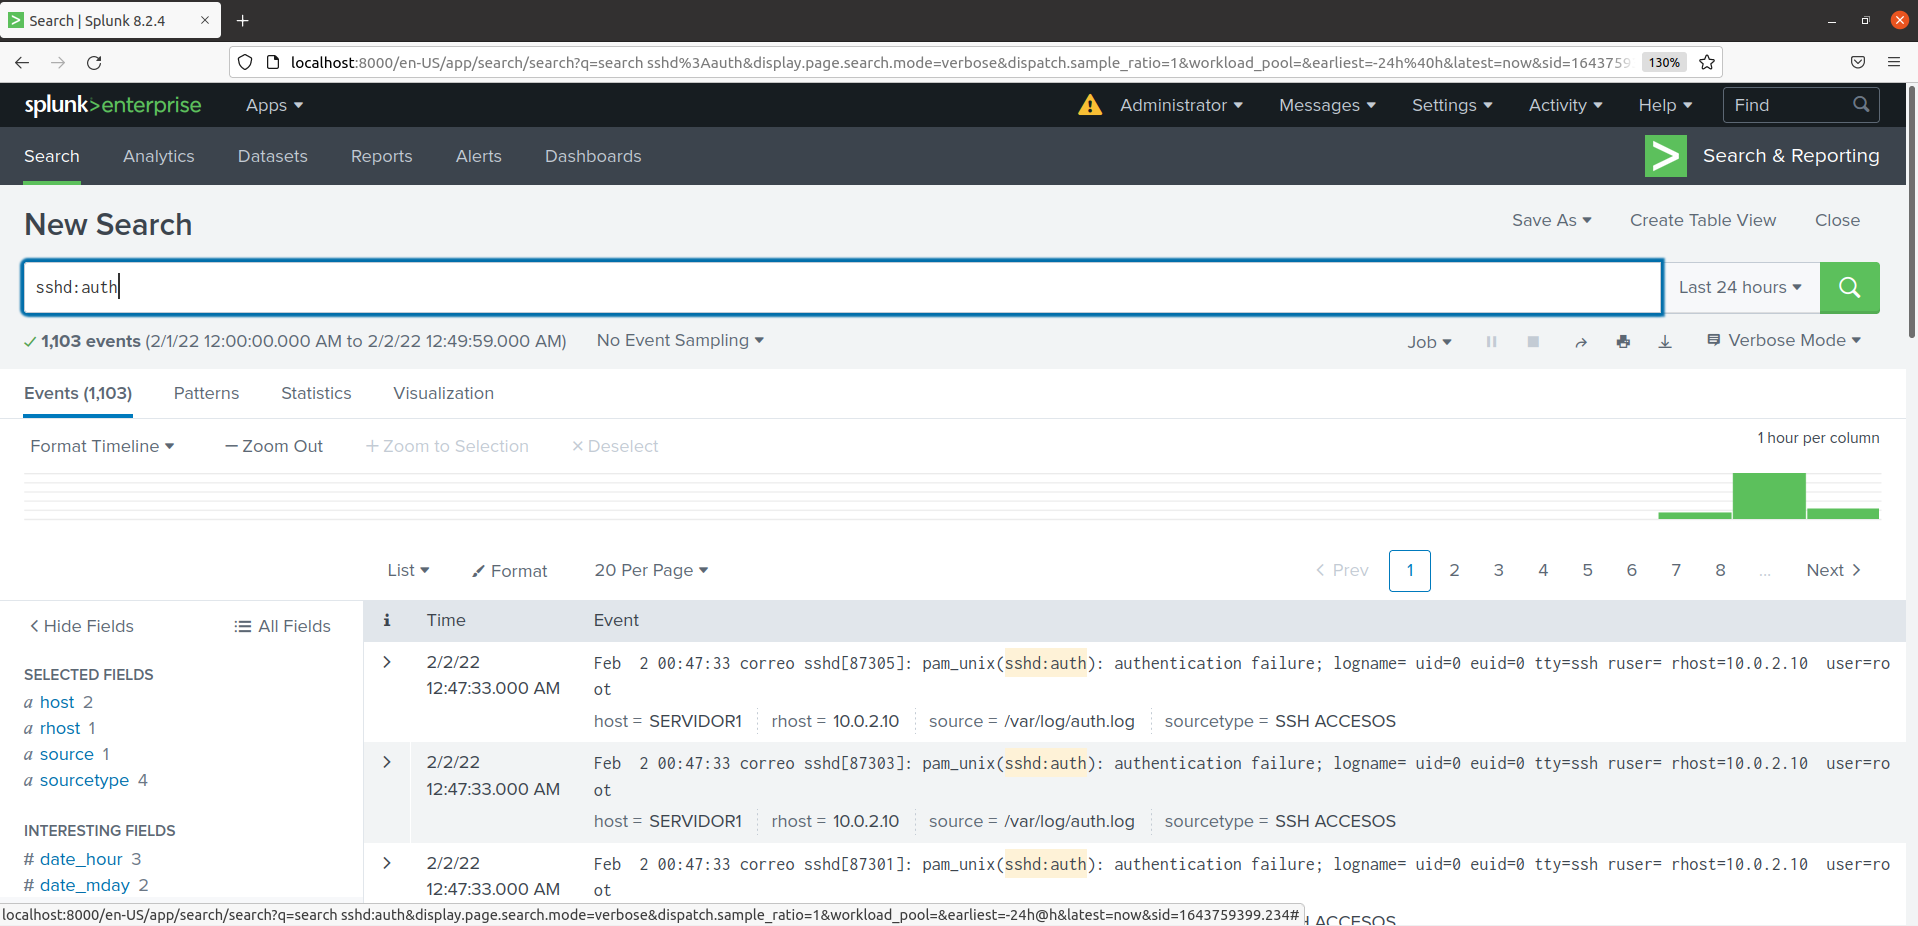 Search | Splunk 8.2.4
localhost:8000/en-US/app/search/search?q=search sshd%3Aauth&display.page.search.mode=verbose&dispatch.sample_ratio=1&workload_pool=&earliest=-24h%40h&latest=now&sid=1643759
130%
splunk>enterprise Apps Administrator Messages Settings Activity Help Find
Search Analytics Datasets Reports Alerts Dashboards Search & Reporting
New Search Save As Create Table View Close
sshd:auth Last 24 hours
1,103 events (2/1/22 12:00:00.000 AM to 2/2/22 12:49:59.000 AM) No Event Sampling Job Verbose Mode
Events (1,103) Patterns Statistics Visualization
Format Timeline — Zoom Out + Zoom to Selection × Deselect 1 hour per column
List Format 20 Per Page < Prev 1 2 3 4 5 6 7 8 ... Next >
< Hide Fields All Fields
i Time Event
SELECTED FIELDS
a host 2
a rhost 1
a source 1
a sourcetype 4
INTERESTING FIELDS
# date_hour 3
# date_mday 2
2/2/22
12:47:33.000 AM
Feb  2 00:47:33 correo sshd[87305]: pam_unix(sshd:auth): authentication failure; logname= uid=0 euid=0 tty=ssh ruser= rhost=10.0.2.10  user=ro
ot
host = SERVIDOR1 rhost = 10.0.2.10 source = /var/log/auth.log sourcetype = SSH ACCESOS
2/2/22
12:47:33.000 AM
Feb  2 00:47:33 correo sshd[87303]: pam_unix(sshd:auth): authentication failure; logname= uid=0 euid=0 tty=ssh ruser= rhost=10.0.2.10  user=ro
ot
host = SERVIDOR1 rhost = 10.0.2.10 source = /var/log/auth.log sourcetype = SSH ACCESOS
2/2/22
12:47:33.000 AM
Feb  2 00:47:33 correo sshd[87301]: pam_unix(sshd:auth): authentication failure; logname= uid=0 euid=0 tty=ssh ruser= rhost=10.0.2.10  user=ro
ot
ACCESOS
localhost:8000/en-US/app/search/search?q=search sshd:auth&display.page.search.mode=verbose&dispatch.sample_ratio=1&workload_pool=&earliest=-24h@h&latest=now&sid=1643759399.234#